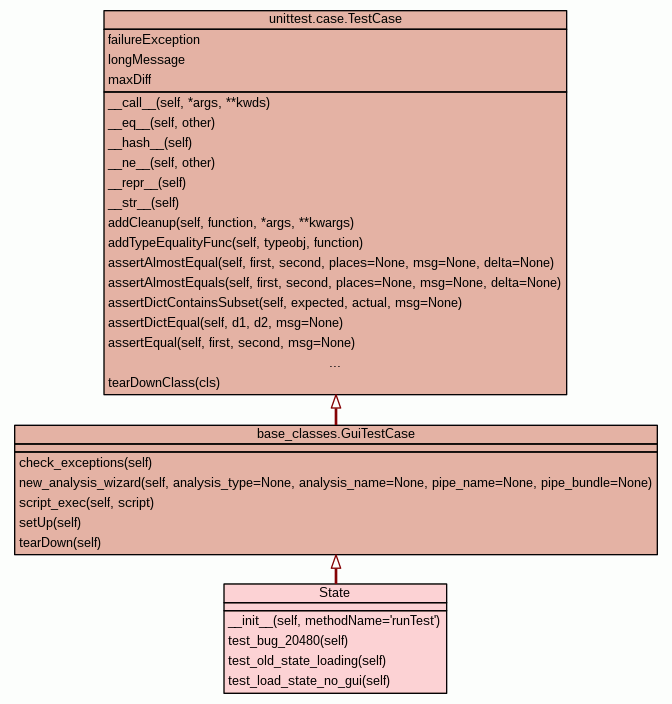 unittest.case.TestCase
failureException
longMessage
maxDiff
__call__(self, *args, **kwds)
__eq__(self, other)
__hash__(self)
__ne__(self, other)
__repr__(self)
__str__(self)
addCleanup(self, function, *args, **kwargs)
addTypeEqualityFunc(self, typeobj, function)
assertAlmostEqual(self, first, second, places=None, msg=None, delta=None)
assertAlmostEquals(self, first, second, places=None, msg=None, delta=None)
assertDictContainsSubset(self, expected, actual, msg=None)
assertDictEqual(self, d1, d2, msg=None)
assertEqual(self, first, second, msg=None)
...
tearDownClass(cls)
base_classes.GuiTestCase
check_exceptions(self)
new_analysis_wizard(self, analysis_type=None, analysis_name=None, pipe_name=None, pipe_bundle=None)
script_exec(self, script)
setUp(self)
tearDown(self)
State
__init__(self, methodName='runTest')
test_bug_20480(self)
test_old_state_loading(self)
test_load_state_no_gui(self)